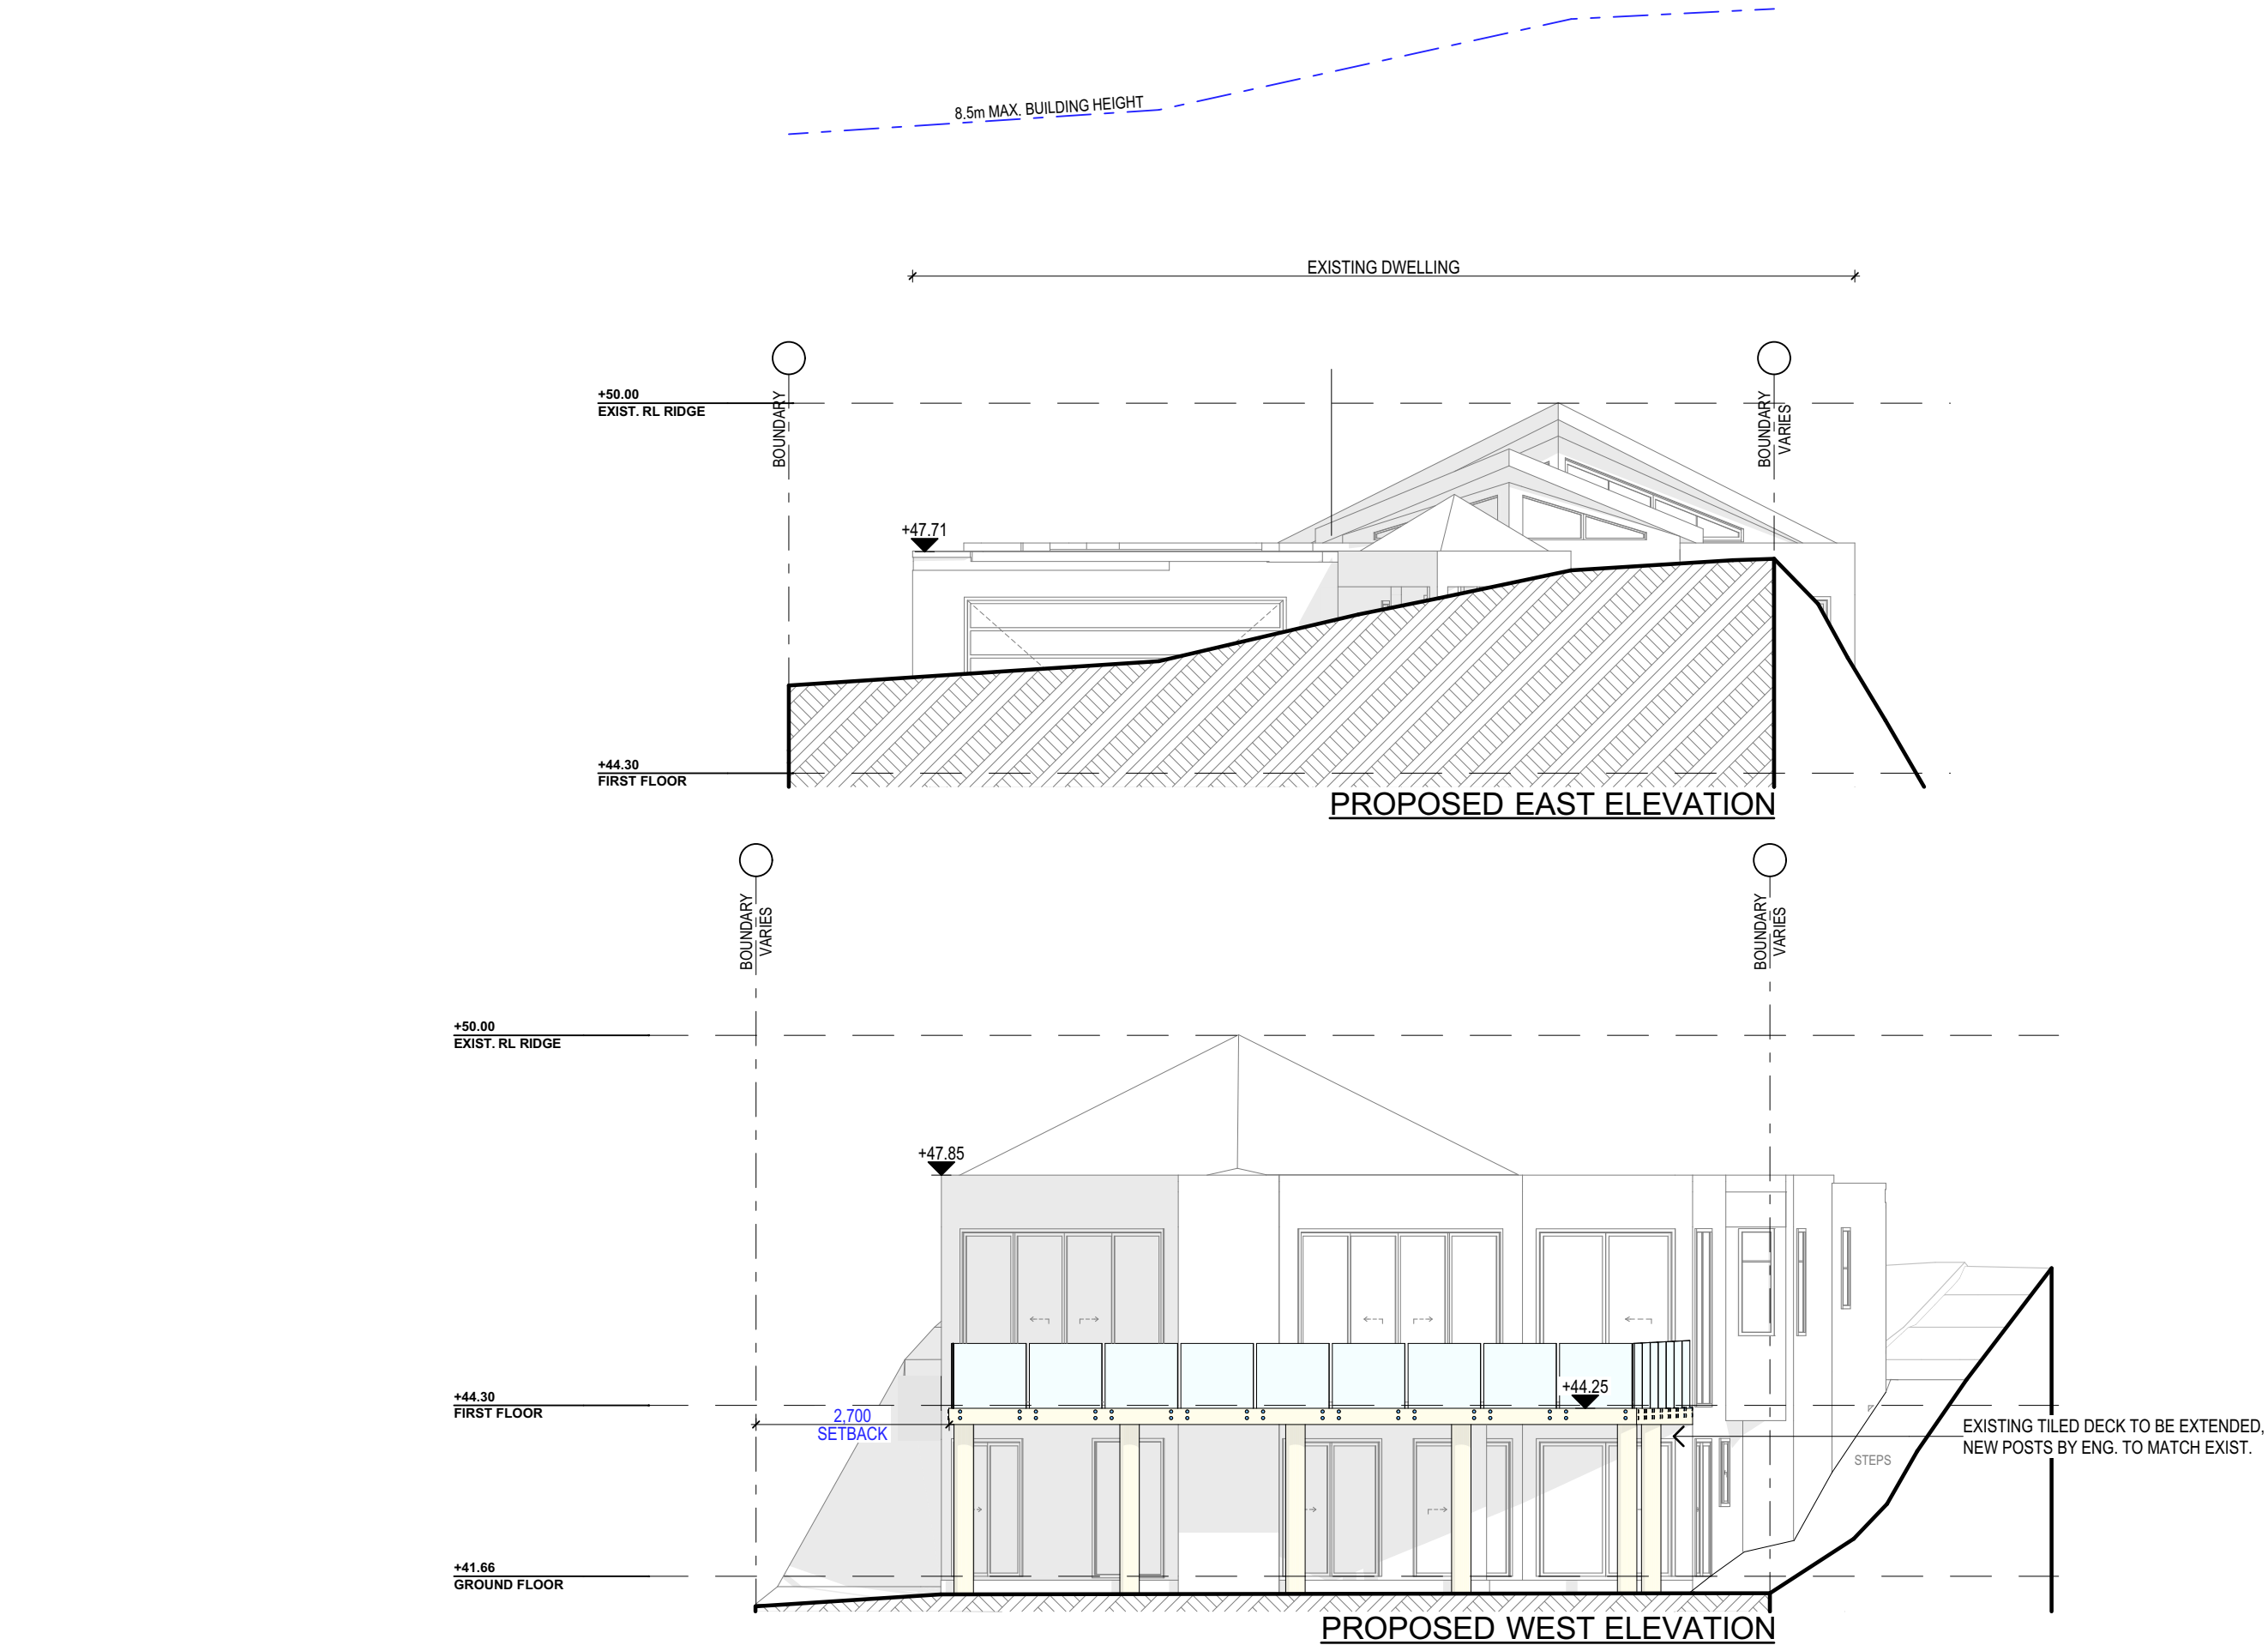 8.5m MAX. BUILDING HEIGHT
EXISTING DWELLING
BOUNDARY
BOUNDARY
VARIES
+50.00
EXIST. RL RIDGE
+47.71
+44.30
FIRST FLOOR
PROPOSED EAST ELEVATION
BOUNDARY
VARIES
BOUNDARY
VARIES
+50.00
EXIST. RL RIDGE
+47.85
+44.30
FIRST FLOOR
+44.25
2,700
SETBACK
EXISTING TILED DECK TO BE EXTENDED,
NEW POSTS BY ENG. TO MATCH EXIST.
STEPS
+41.66
GROUND FLOOR
PROPOSED WEST ELEVATION